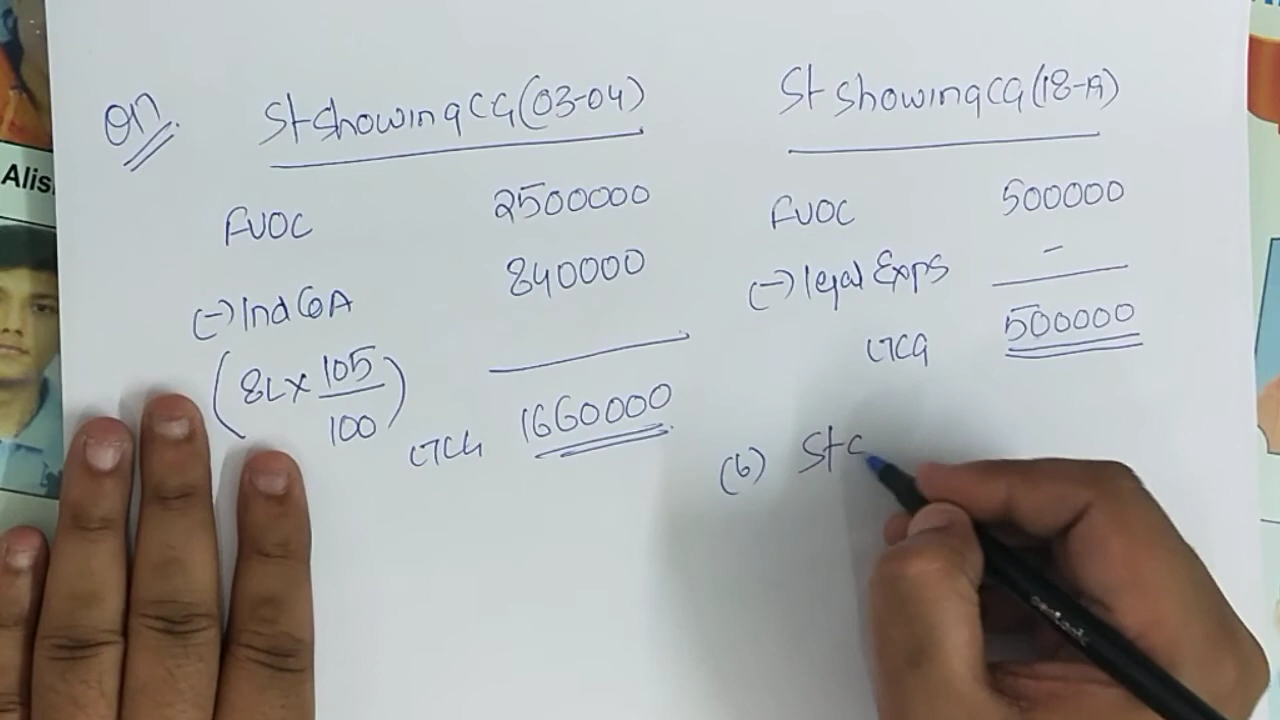 Alis
St showing CG (03-04)
FVOC 2500000
(-) Ind COA 840000
(8L x 105/100)
LTCG 1660000
St showing CG (18-19)
FVOC 500000
(-) legal Exps -
LTCG 500000
(b) St S